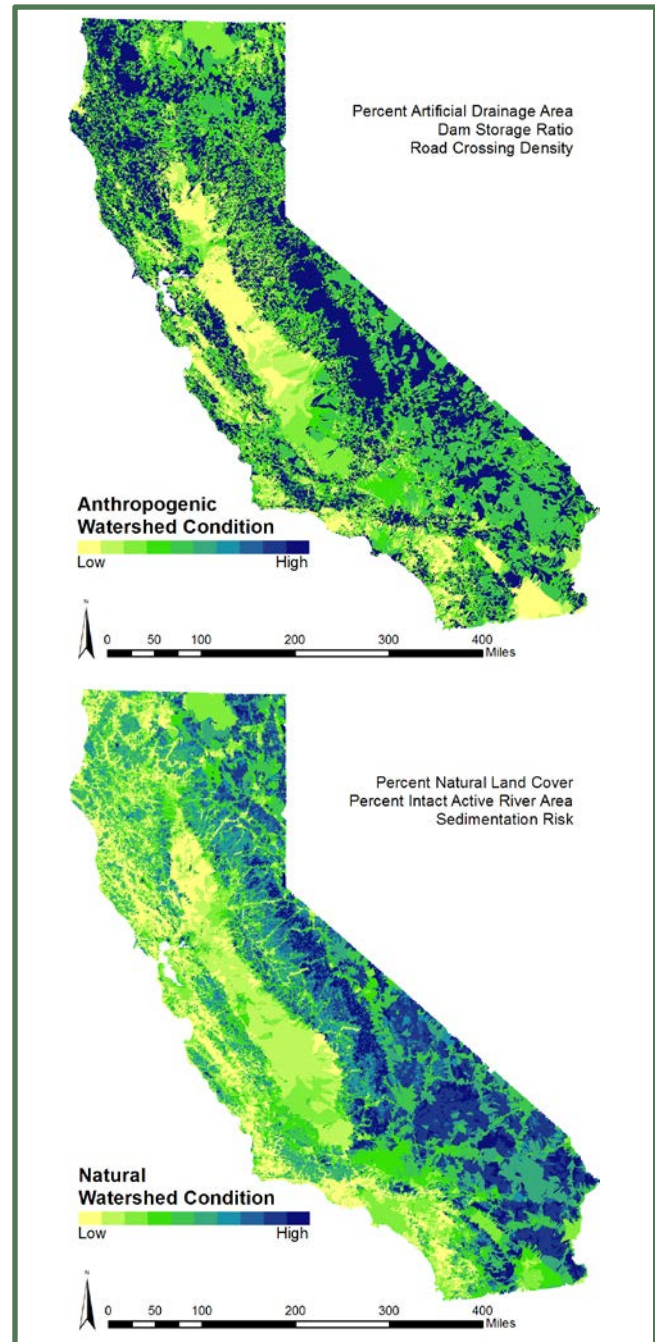 Percent Artificial Drainage Area
Dam Storage Ratio
Road Crossing Density
Anthropogenic
Watershed Condition
Low High
N
0 50 100 200 300 400
Miles
Percent Natural Land Cover
Percent Intact Active River Area
Sedimentation Risk
Natural
Watershed Condition
Low High
N
0 50 100 200 300 400
Miles